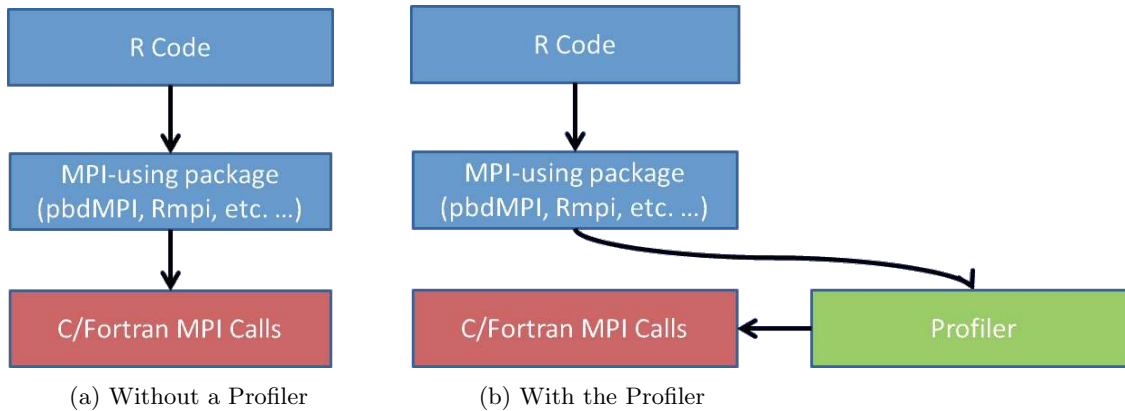 R Code
MPI-using package
(pbdMPI, Rmpi, etc. ...)
C/Fortran MPI Calls
(a) Without a Profiler
R Code
MPI-using package
(pbdMPI, Rmpi, etc. ...)
C/Fortran MPI Calls
Profiler
(b) With the Profiler